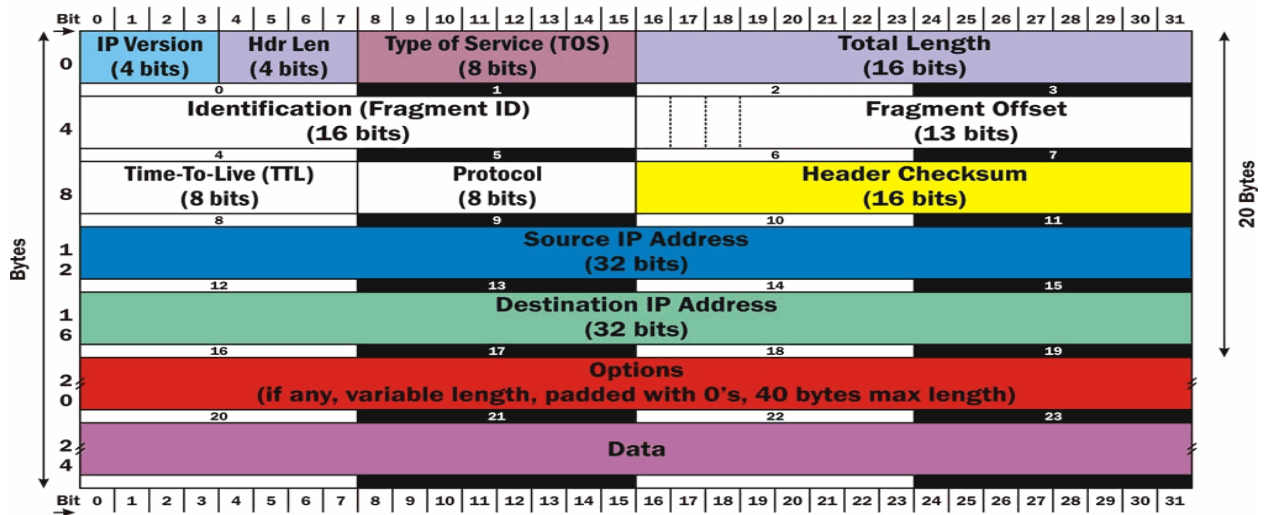 Bit 0 1 2 3 4 5 6 7 8 9 10 11 12 13 14 15 16 17 18 19 20 21 22 23 24 25 26 27 28 29 30 31
IP Version Hdr Len Type of Service (TOS) Total Length
0 (4 bits) (4 bits) (8 bits) (16 bits)
0 1 2 3
Identification (Fragment ID) Fragment Offset
4 (16 bits) (13 bits)
4 5 6 7
Time-To-Live (TTL) Protocol Header Checksum
8 (8 bits) (8 bits) (16 bits)
8 9 10 11
Source IP Address
12 (32 bits)
12 13 14 15
Destination IP Address
16 (32 bits)
16 17 18 19
Options
20 (if any, variable length, padded with 0's, 40 bytes max length)
20 21 22 23
24 Data
Bit 0 1 2 3 4 5 6 7 8 9 10 11 12 13 14 15 16 17 18 19 20 21 22 23 24 25 26 27 28 29 30 31
Bytes
20 Bytes